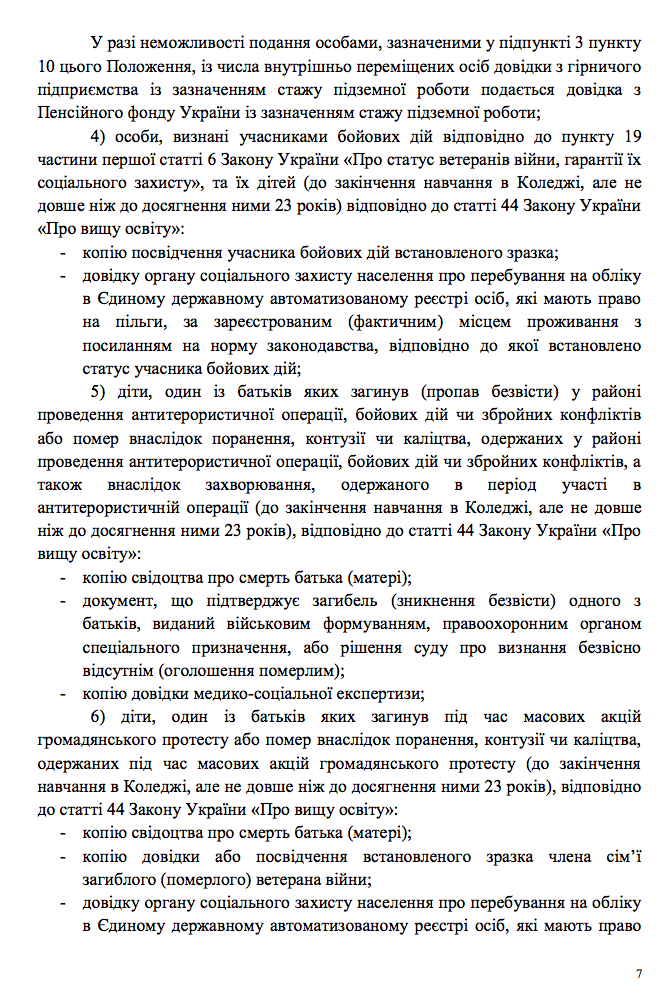 У разі неможливості подання особами, зазначеними у підпункті 3 пункту
10 цього Положення, із числа внутрішньо переміщених осіб довідки з гірничого
підприємства із зазначенням стажу підземної роботи подається довідка з
Пенсійного фонду України із зазначенням стажу підземної роботи;
4) особи, визнані учасниками бойових дій відповідно до пункту 19
частини першої статті 6 Закону України «Про статус ветеранів війни, гарантії їх
соціального захисту», та їх дітей (до закінчення навчання в Коледжі, але не
довше ніж до досягнення ними 23 років) відповідно до статті 44 Закону України
«Про вищу освіту»:
- копію посвідчення учасника бойових дій встановленого зразка;
- довідку органу соціального захисту населення про перебування на обліку
в Єдиному державному автоматизованому реєстрі осіб, які мають право
на пільги, за зареєстрованим (фактичним) місцем проживання з
посиланням на норму законодавства, відповідно до якої встановлено
статус учасника бойових дій;
5) діти, один із батьків яких загинув (пропав безвісти) у районі
проведення антитерористичної операції, бойових дій чи збройних конфліктів
або помер внаслідок поранення, контузії чи каліцтва, одержаних у районі
проведення антитерористичної операції, бойових дій чи збройних конфліктів, а
також внаслідок захворювання, одержаного в період участі в
антитерористичній операції (до закінчення навчання в Коледжі, але не довше
ніж до досягнення ними 23 років), відповідно до статті 44 Закону України «Про
вищу освіту»:
- копію свідоцтва про смерть батька (матері);
- документ, що підтверджує загибель (зникнення безвісти) одного з
батьків, виданий військовим формуванням, правоохоронним органом
спеціального призначення, або рішення суду про визнання безвісно
відсутнім (оголошення померлим);
- копію довідки медико-соціальної експертизи;
6) діти, один із батьків яких загинув під час масових акцій
громадянського протесту або помер внаслідок поранення, контузії чи каліцтва,
одержаних під час масових акцій громадянського протесту (до закінчення
навчання в Коледжі, але не довше ніж до досягнення ними 23 років), відповідно
до статті 44 Закону України «Про вищу освіту»:
- копію свідоцтва про смерть батька (матері);
- копію довідки або посвідчення встановленого зразка члена сім’ї
загиблого (померлого) ветерана війни;
- довідку органу соціального захисту населення про перебування на обліку
в Єдиному державному автоматизованому реєстрі осіб, які мають право
7